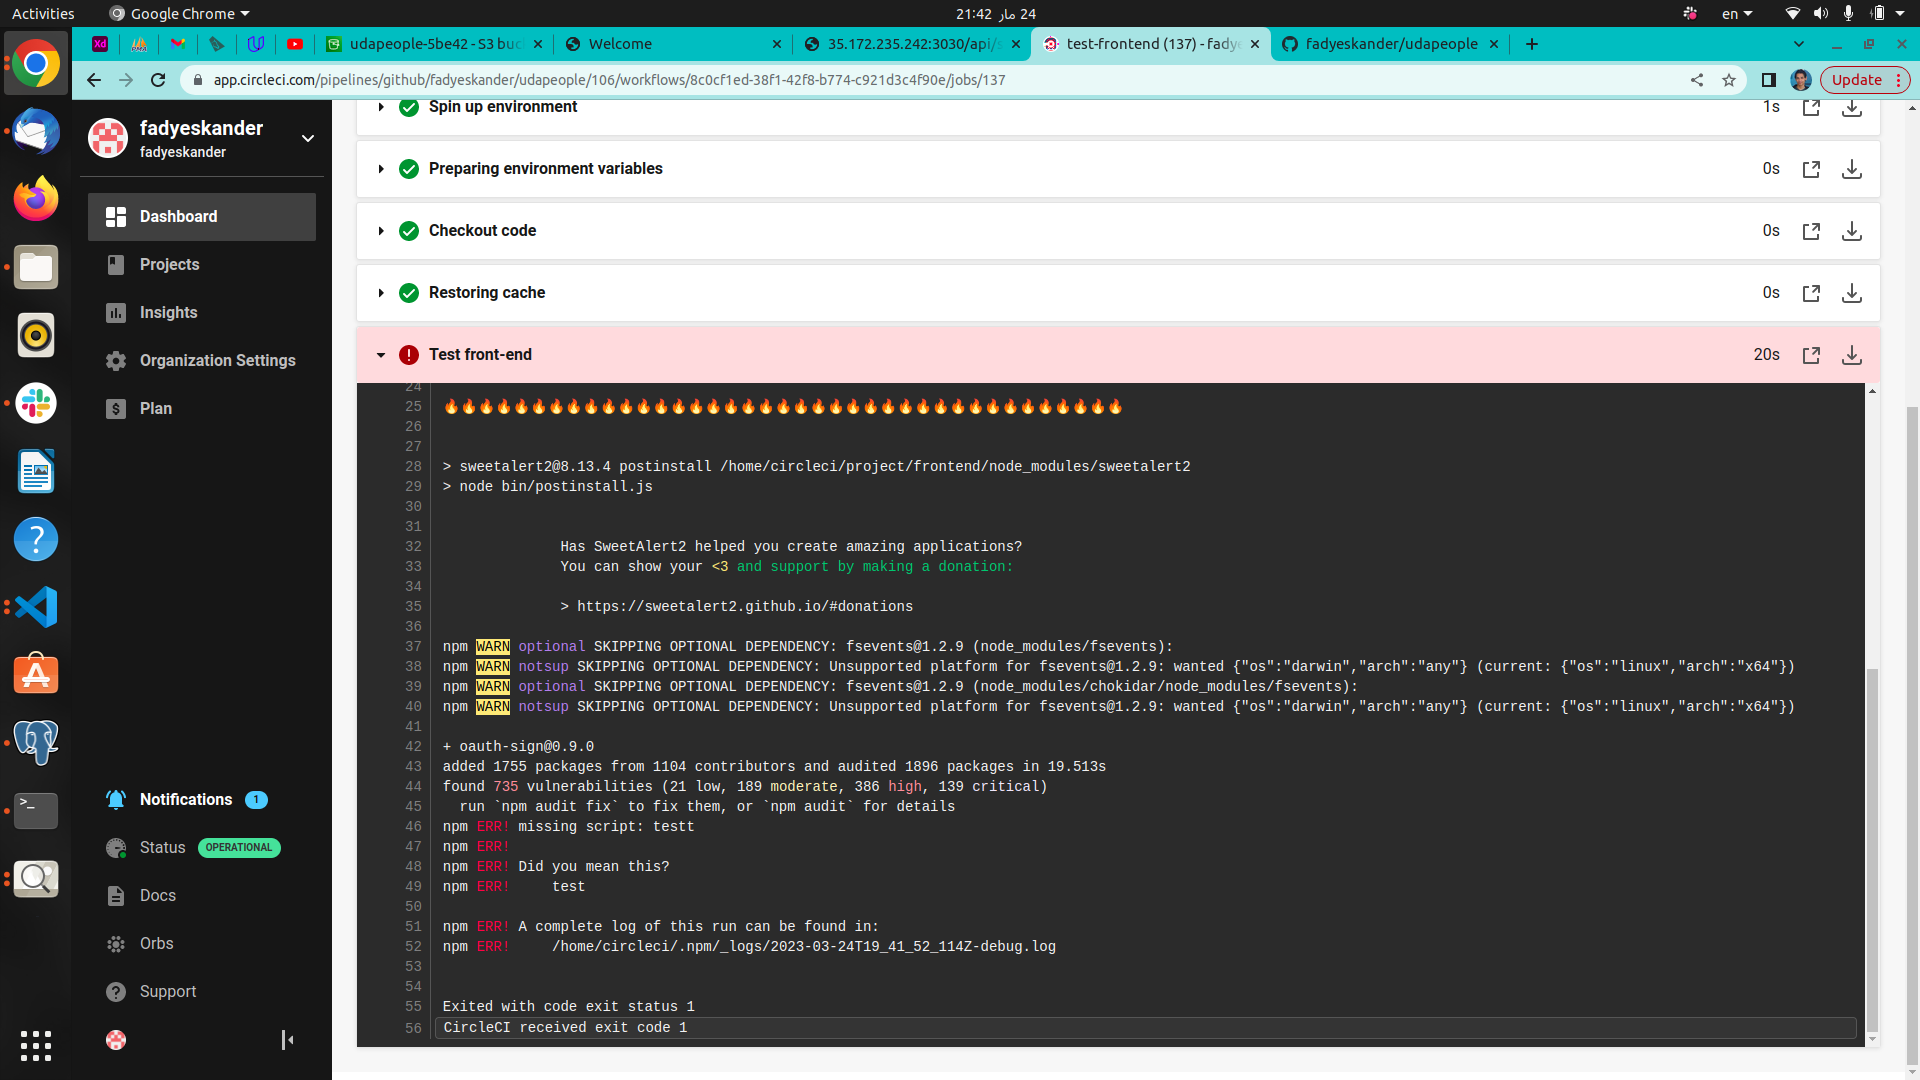 Activities
Google Chrome
21:42 مار 24
en
udapeople-5be42 - S3 buc
Welcome
35.172.235.242:3030/api/s
test-frontend (137) - fadye
fadyeskander/udapeople
app.circleci.com/pipelines/github/fadyeskander/udapeople/106/workflows/8c0cf1ed-38f1-42f8-b774-c921d3c4f90e/jobs/137
Update
fadyeskander
fadyeskander
Dashboard
Projects
Insights
Organization Settings
Plan
Notifications 1
Status OPERATIONAL
Docs
Orbs
Support
Spin up environment 1s
Preparing environment variables 0s
Checkout code 0s
Restoring cache 0s
Test front-end 20s
24
25 🔥🔥🔥🔥🔥🔥🔥🔥🔥🔥🔥🔥🔥🔥🔥🔥🔥🔥🔥🔥🔥🔥🔥🔥🔥🔥🔥🔥🔥🔥🔥🔥🔥🔥🔥🔥🔥🔥🔥
26
27
28 > sweetalert2@8.13.4 postinstall /home/circleci/project/frontend/node_modules/sweetalert2
29 > node bin/postinstall.js
30
31
32 Has SweetAlert2 helped you create amazing applications?
33 You can show your <3 and support by making a donation:
34
35 > https://sweetalert2.github.io/#donations
36
37 npm WARN optional SKIPPING OPTIONAL DEPENDENCY: fsevents@1.2.9 (node_modules/fsevents):
38 npm WARN notsup SKIPPING OPTIONAL DEPENDENCY: Unsupported platform for fsevents@1.2.9: wanted {"os":"darwin","arch":"any"} (current: {"os":"linux","arch":"x64"})
39 npm WARN optional SKIPPING OPTIONAL DEPENDENCY: fsevents@1.2.9 (node_modules/chokidar/node_modules/fsevents):
40 npm WARN notsup SKIPPING OPTIONAL DEPENDENCY: Unsupported platform for fsevents@1.2.9: wanted {"os":"darwin","arch":"any"} (current: {"os":"linux","arch":"x64"})
41
42 + oauth-sign@0.9.0
43 added 1755 packages from 1104 contributors and audited 1896 packages in 19.513s
44 found 735 vulnerabilities (21 low, 189 moderate, 386 high, 139 critical)
45 run `npm audit fix` to fix them, or `npm audit` for details
46 npm ERR! missing script: testt
47 npm ERR!
48 npm ERR! Did you mean this?
49 npm ERR! test
50
51 npm ERR! A complete log of this run can be found in:
52 npm ERR! /home/circleci/.npm/_logs/2023-03-24T19_41_52_114Z-debug.log
53
54
55 Exited with code exit status 1
56 CircleCI received exit code 1